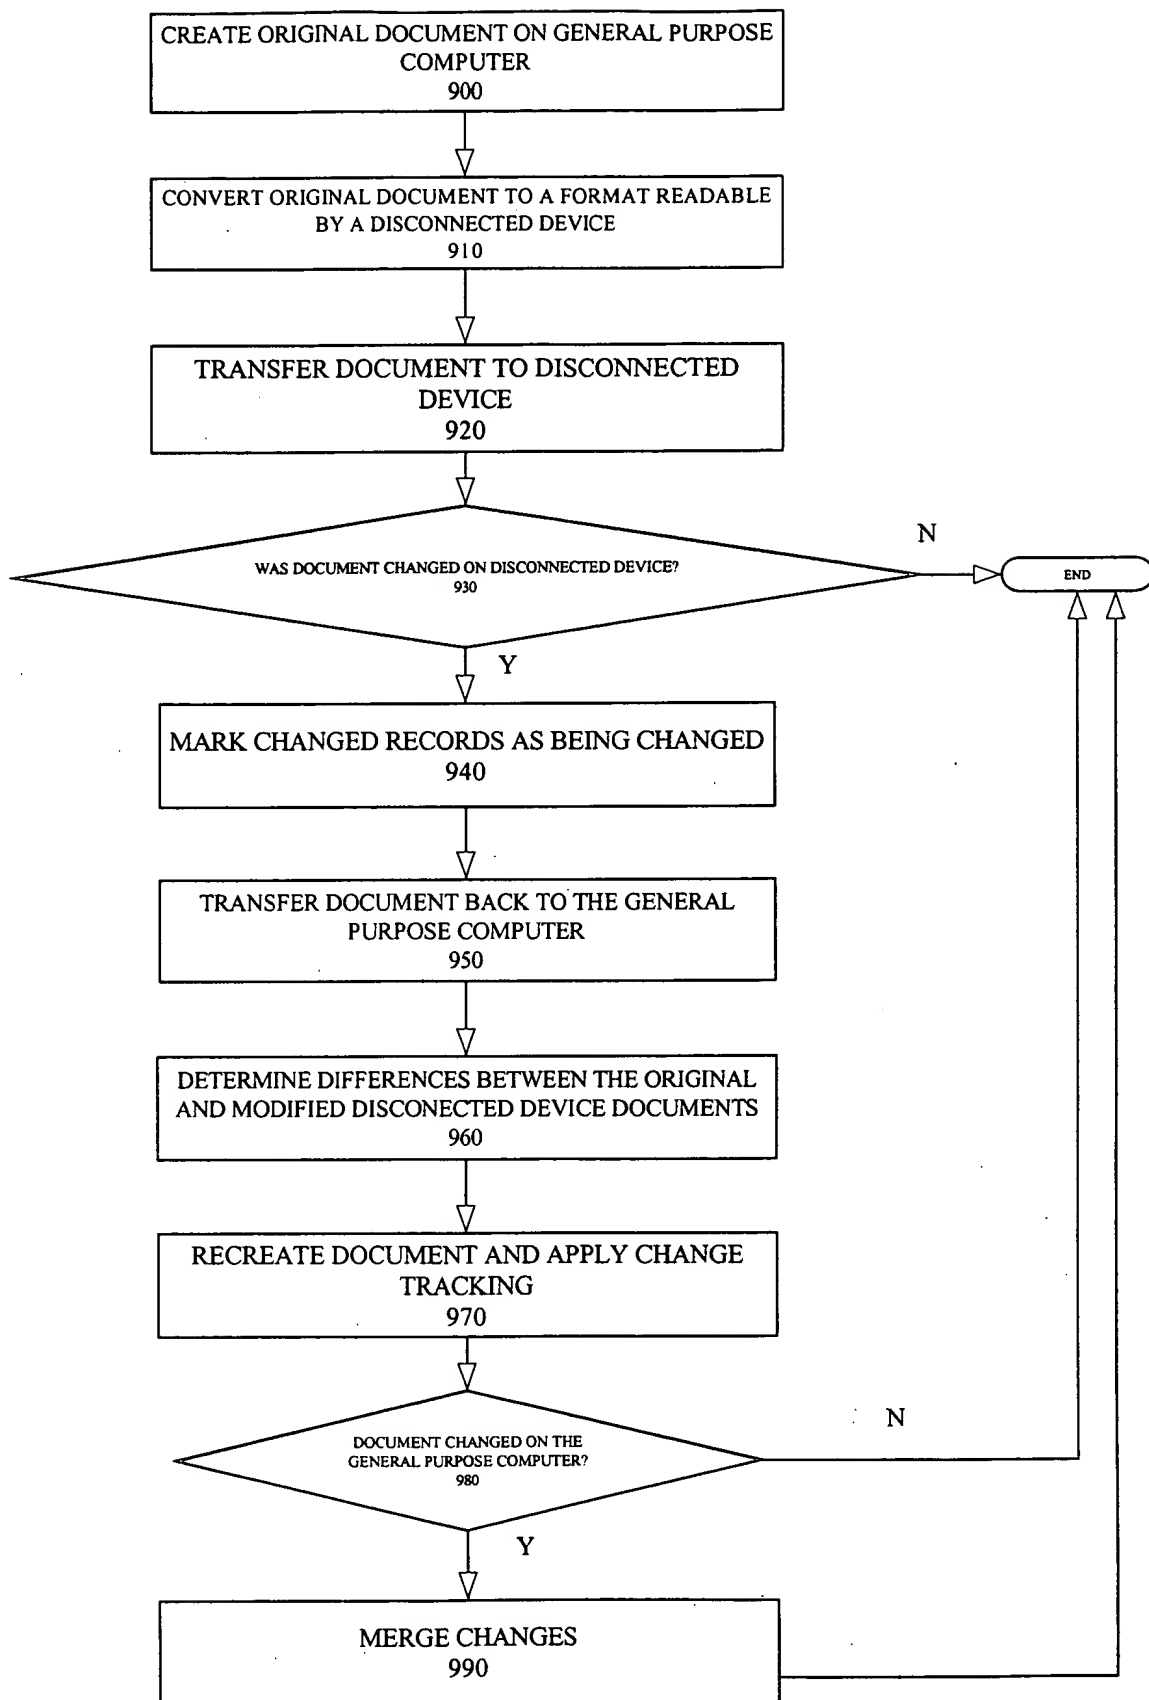 CREATE ORIGINAL DOCUMENT ON GENERAL PURPOSE
COMPUTER
900
CONVERT ORIGINAL DOCUMENT TO A FORMAT READABLE
BY A DISCONNECTED DEVICE
910
TRANSFER DOCUMENT TO DISCONNECTED
DEVICE
920
N
WAS DOCUMENT CHANGED ON DISCONNECTED DEVICE?
930
END
Y
MARK CHANGED RECORDS AS BEING CHANGED
940
TRANSFER DOCUMENT BACK TO THE GENERAL
PURPOSE COMPUTER
950
DETERMINE DIFFERENCES BETWEEN THE ORIGINAL
AND MODIFIED DISCONECTED DEVICE DOCUMENTS
960
RECREATE DOCUMENT AND APPLY CHANGE
TRACKING
970
N
DOCUMENT CHANGED ON THE
GENERAL PURPOSE COMPUTER?
980
Y
MERGE CHANGES
990